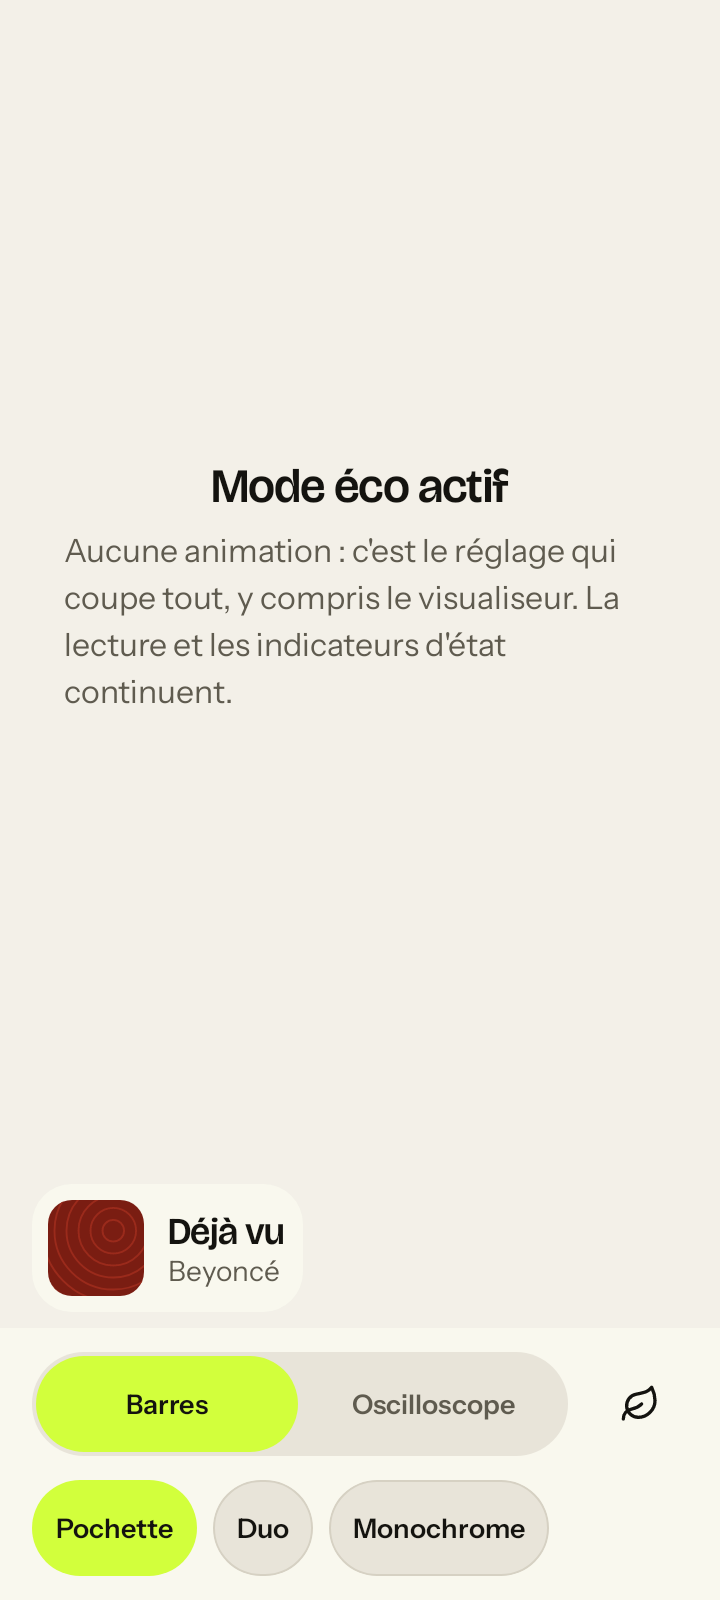 Mode éco actif
Aucune animation : c'est le réglage qui
coupe tout, y compris le visualiseur. La
lecture et les indicateurs d'état
continuent.
Déjà vu
Beyoncé
Barres
Oscilloscope
Pochette
Duo
Monochrome